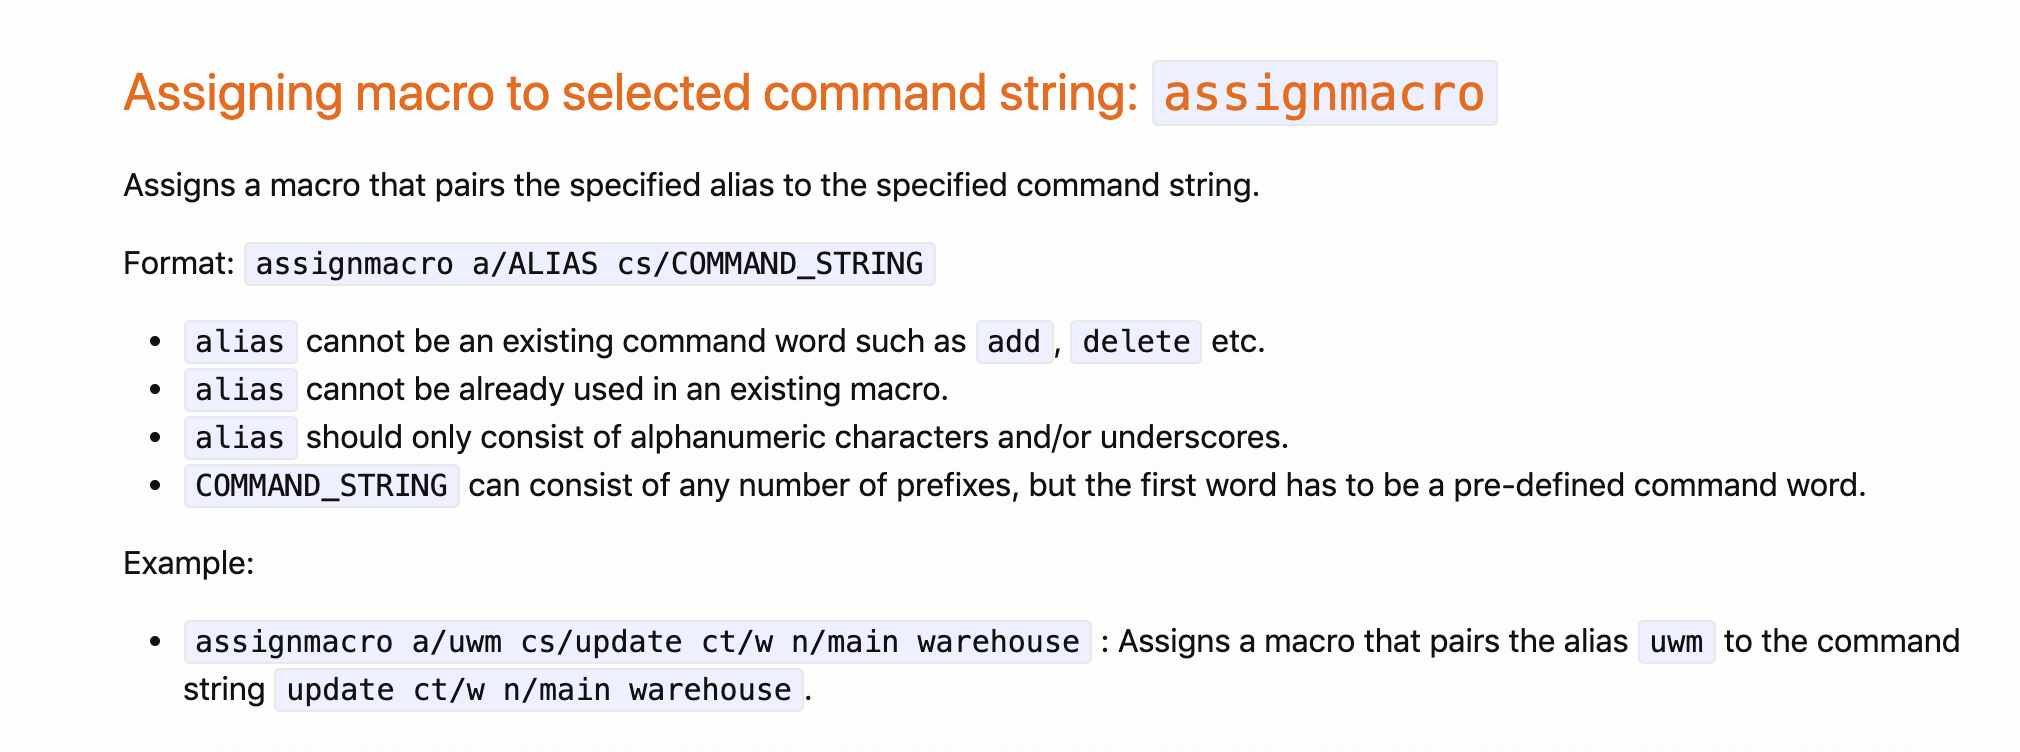 Assigning macro to selected command string: assignmacro
Assigns a macro that pairs the specified alias to the specified command string.
Format: assignmacro a/ALIAS cs/COMMAND_STRING
• alias cannot be an existing command word such as add, delete etc.
• alias cannot be already used in an existing macro.
• alias should only consist of alphanumeric characters and/or underscores.
• COMMAND_STRING can consist of any number of prefixes, but the first word has to be a pre-defined command word.
Example:
• assignmacro a/uwm cs/update ct/w n/main warehouse : Assigns a macro that pairs the alias uwm to the command
string update ct/w n/main warehouse.